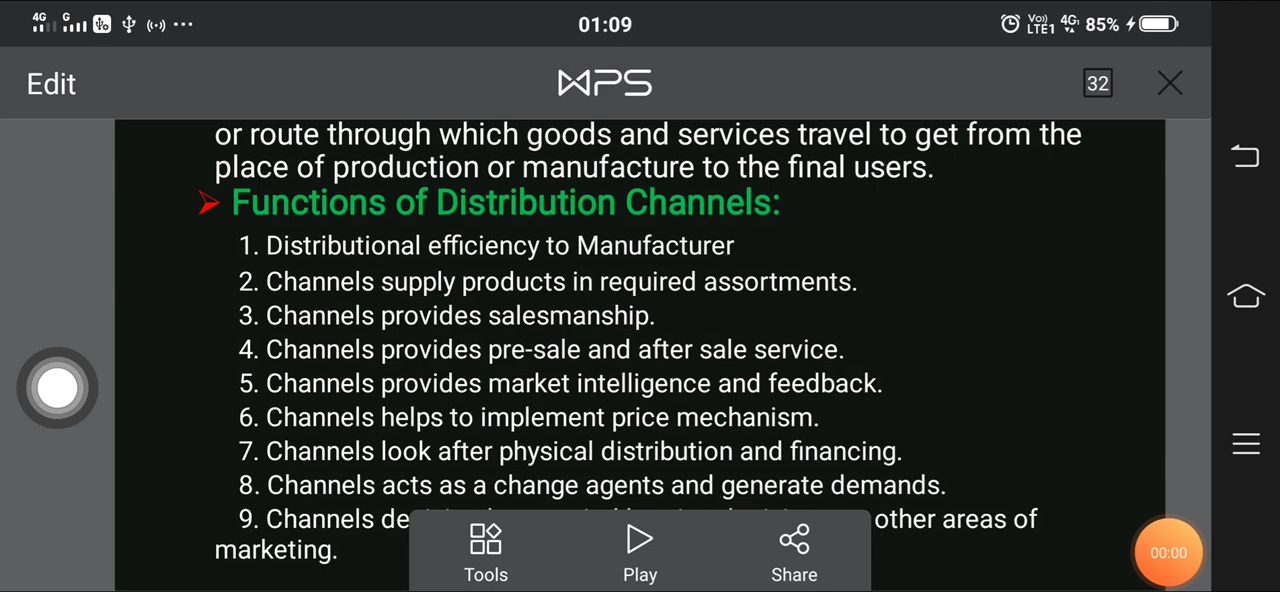 4G G 01:09 Vo)) LTE1 4G 85%
Edit WPS 32
or route through which goods and services travel to get from the
place of production or manufacture to the final users.
Functions of Distribution Channels:
1. Distributional efficiency to Manufacturer
2. Channels supply products in required assortments.
3. Channels provides salesmanship.
4. Channels provides pre-sale and after sale service.
5. Channels provides market intelligence and feedback.
6. Channels helps to implement price mechanism.
7. Channels look after physical distribution and financing.
8. Channels acts as a change agents and generate demands.
9. Channels other areas of
marketing.
Tools Play Share
00:00